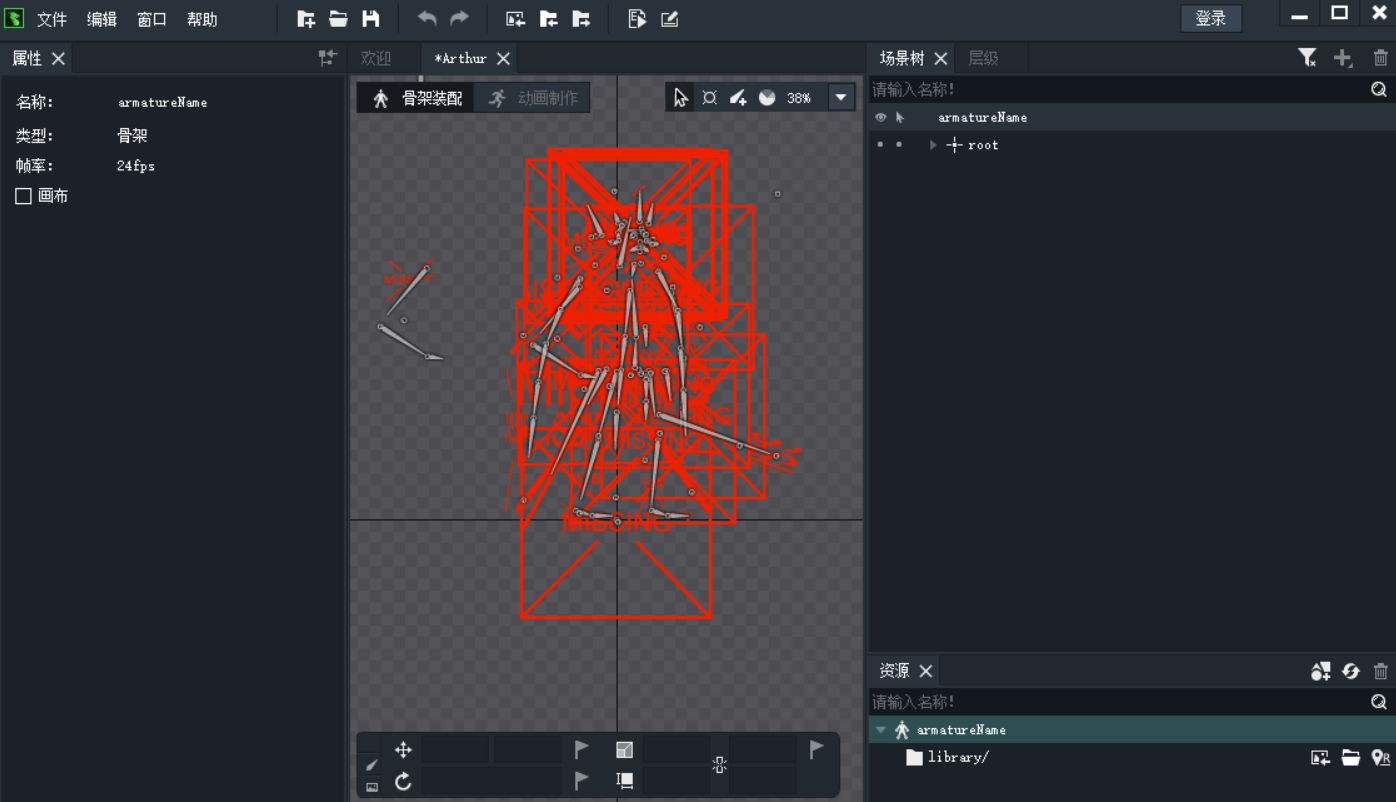 文件 编辑 窗口 帮助 登录
属性 欢迎 *Arthur 场景树 层级
名称: armatureName
类型: 骨架
帧率: 24fps
画布
骨架装配 动画制作 38%
请输入名称!
armatureName
root
MISSING
资源
请输入名称!
armatureName
library/